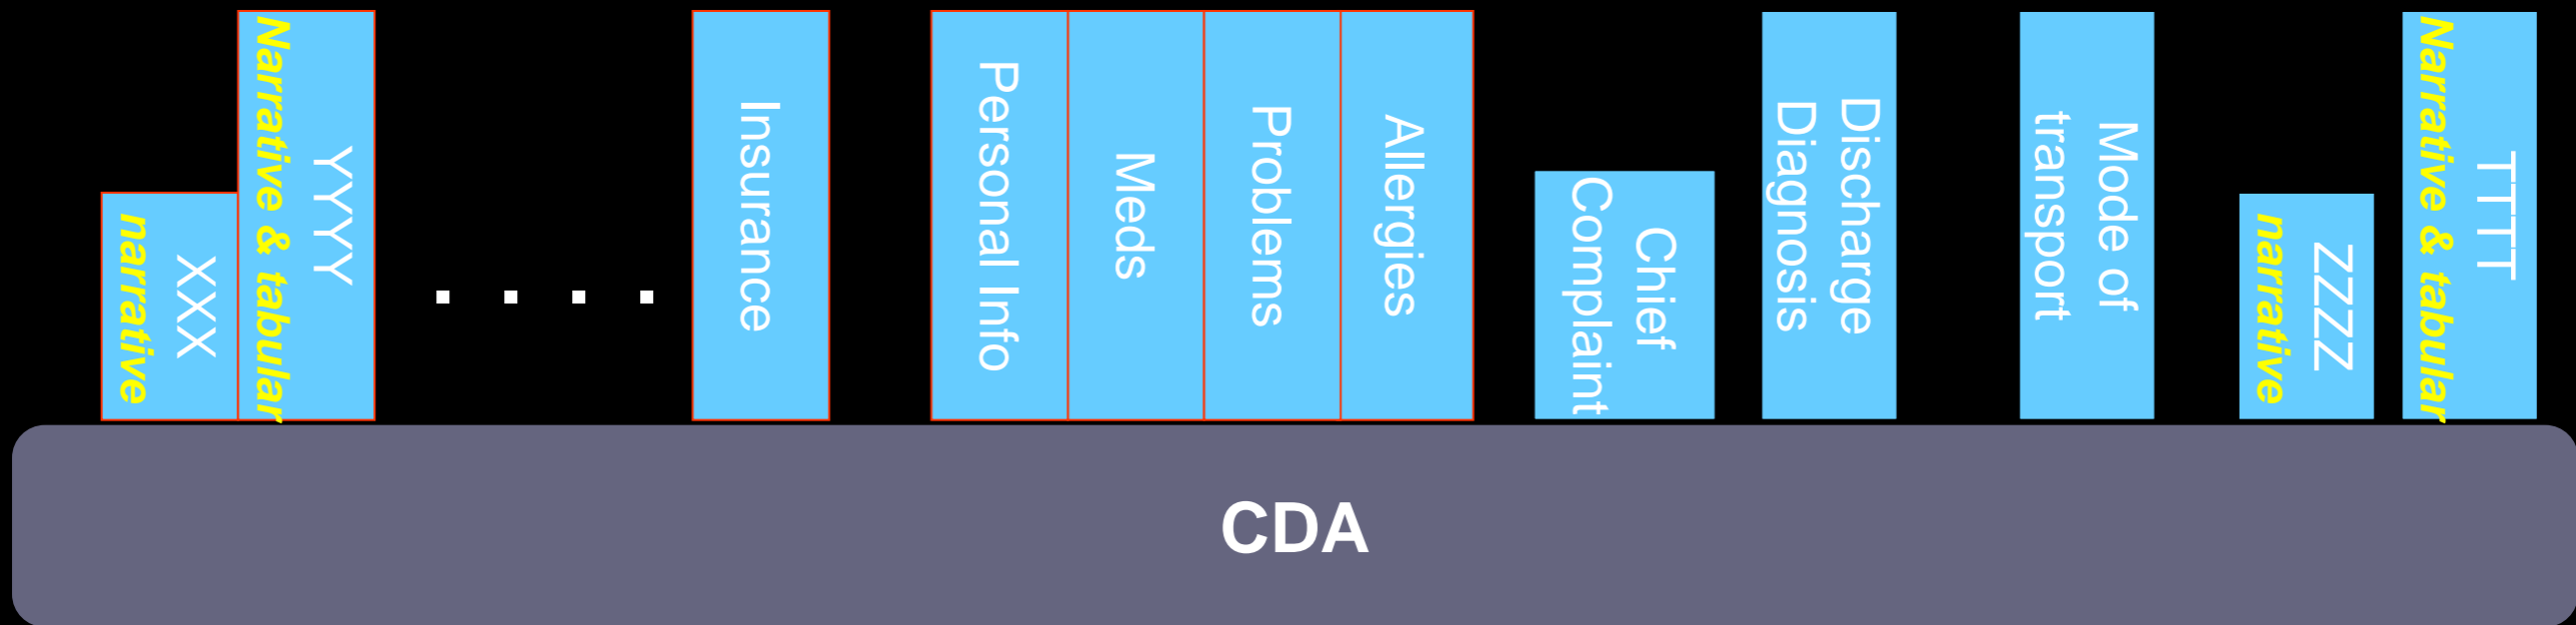 XXX
narrative
YYYY
Narrative & tabular
. . . .
Insurance
Personal Info
Meds
Problems
Allergies
Chief
Complaint
Discharge
Diagnosis
Mode of
transport
ZZZZ
narrative
TTTT
Narrative & tabular
CDA